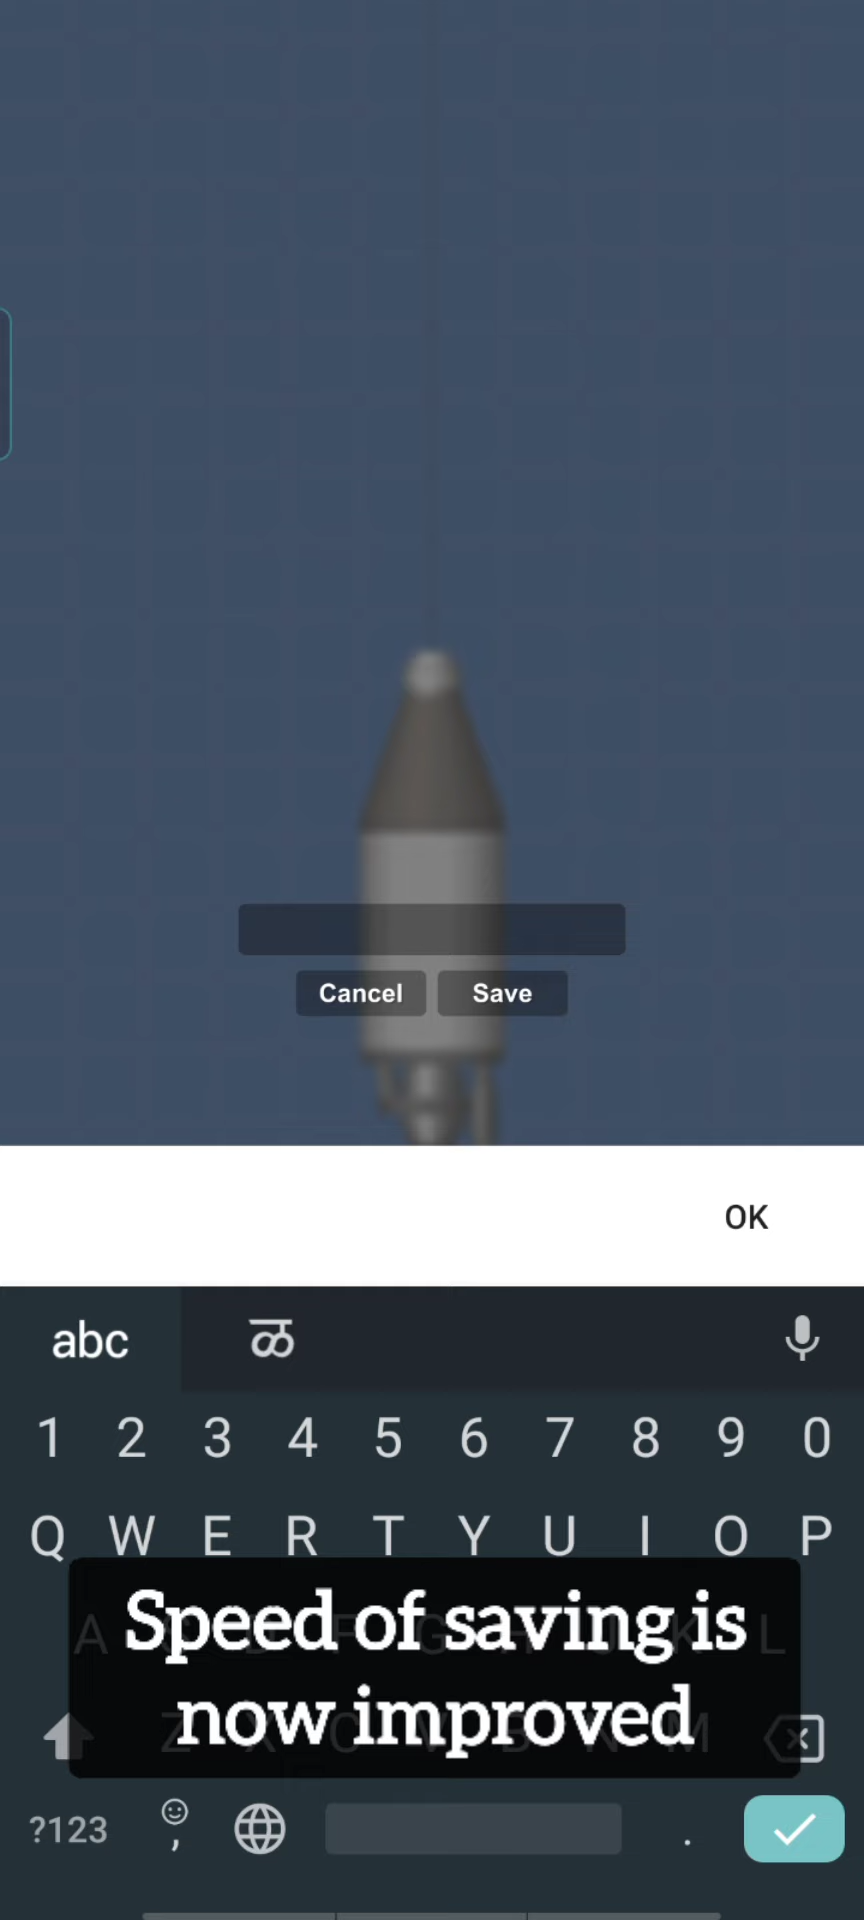 Cancel Save
OK
abc ळ
1 2 3 4 5 6 7 8 9 0
Q W E R T Y U I O P
A G K L
Speed of saving is
now improved
Z X C V B N M
?123 , .